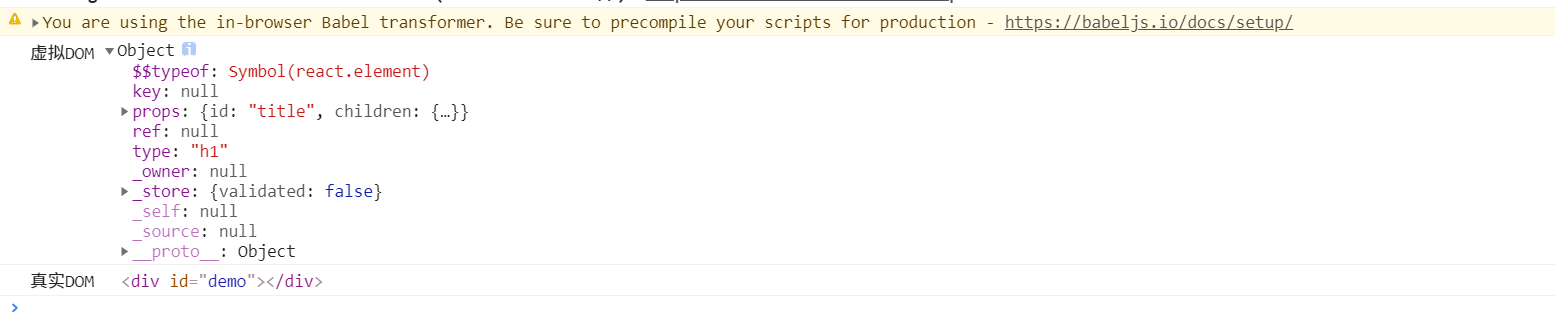 You are using the in-browser Babel transformer. Be sure to precompile your scripts for production - https://babeljs.io/docs/setup/
虚拟DOM Object
$$typeof: Symbol(react.element)
key: null
props: {id: "title", children: {…}}
ref: null
type: "h1"
_owner: null
_store: {validated: false}
_self: null
_source: null
__proto__: Object
真实DOM <div id="demo"></div>